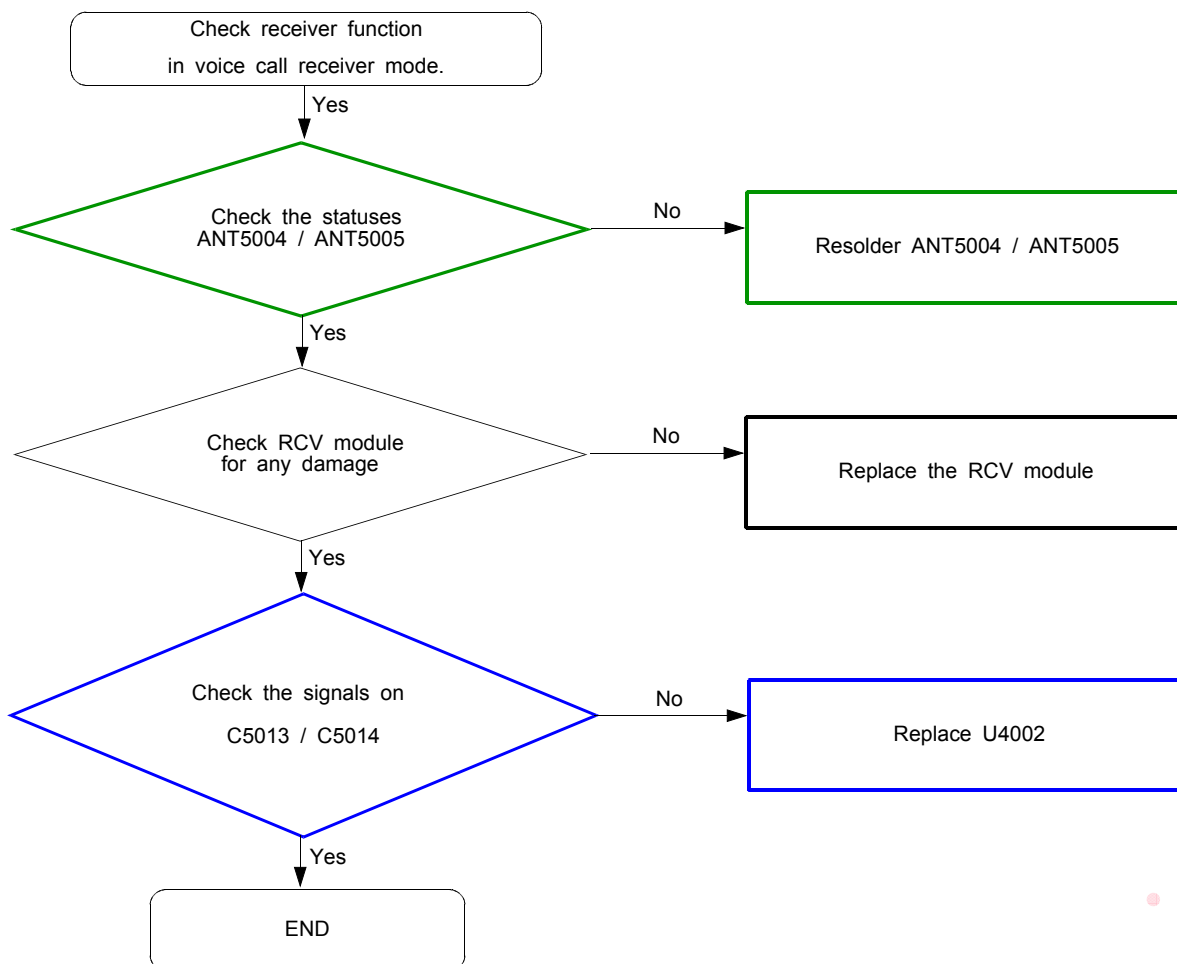 Check receiver function
in voice call receiver mode.
Yes
Check the statuses
ANT5004 / ANT5005
No
Resolder ANT5004 / ANT5005
Yes
Check RCV module
for any damage
No
Replace the RCV module
Yes
Check the signals on
C5013 / C5014
No
Replace U4002
Yes
END